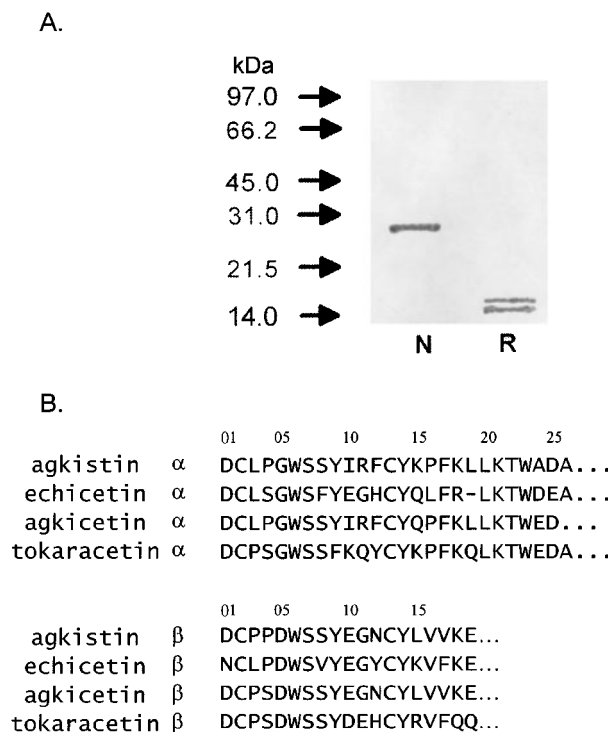 A.
kDa
97.0
66.2
45.0
31.0
21.5
14.0
N R
B.
01 05 10 15 20 25
agkistin α DCLPGWSSYIRFCYKPFKLLKTWADA...
echicetin α DCLSGWSFYEGHCYQLFR-LKTWDEA...
agkicetin α DCLPGWSSYIRFCYQPFKLLKTWED...
tokaracetin α DCPSGWSSFKQYCYKPFKQLKTWEDA...
01 05 10 15
agkistin β DCPPDWSSYEGNCYLVVKE...
echicetin β NCLPDWSVYEGYCYKVFKE...
agkicetin β DCPSDWSSYEGNCYLVVKE...
tokaracetin β DCPSDWSSYDEHCYRVFQQ...